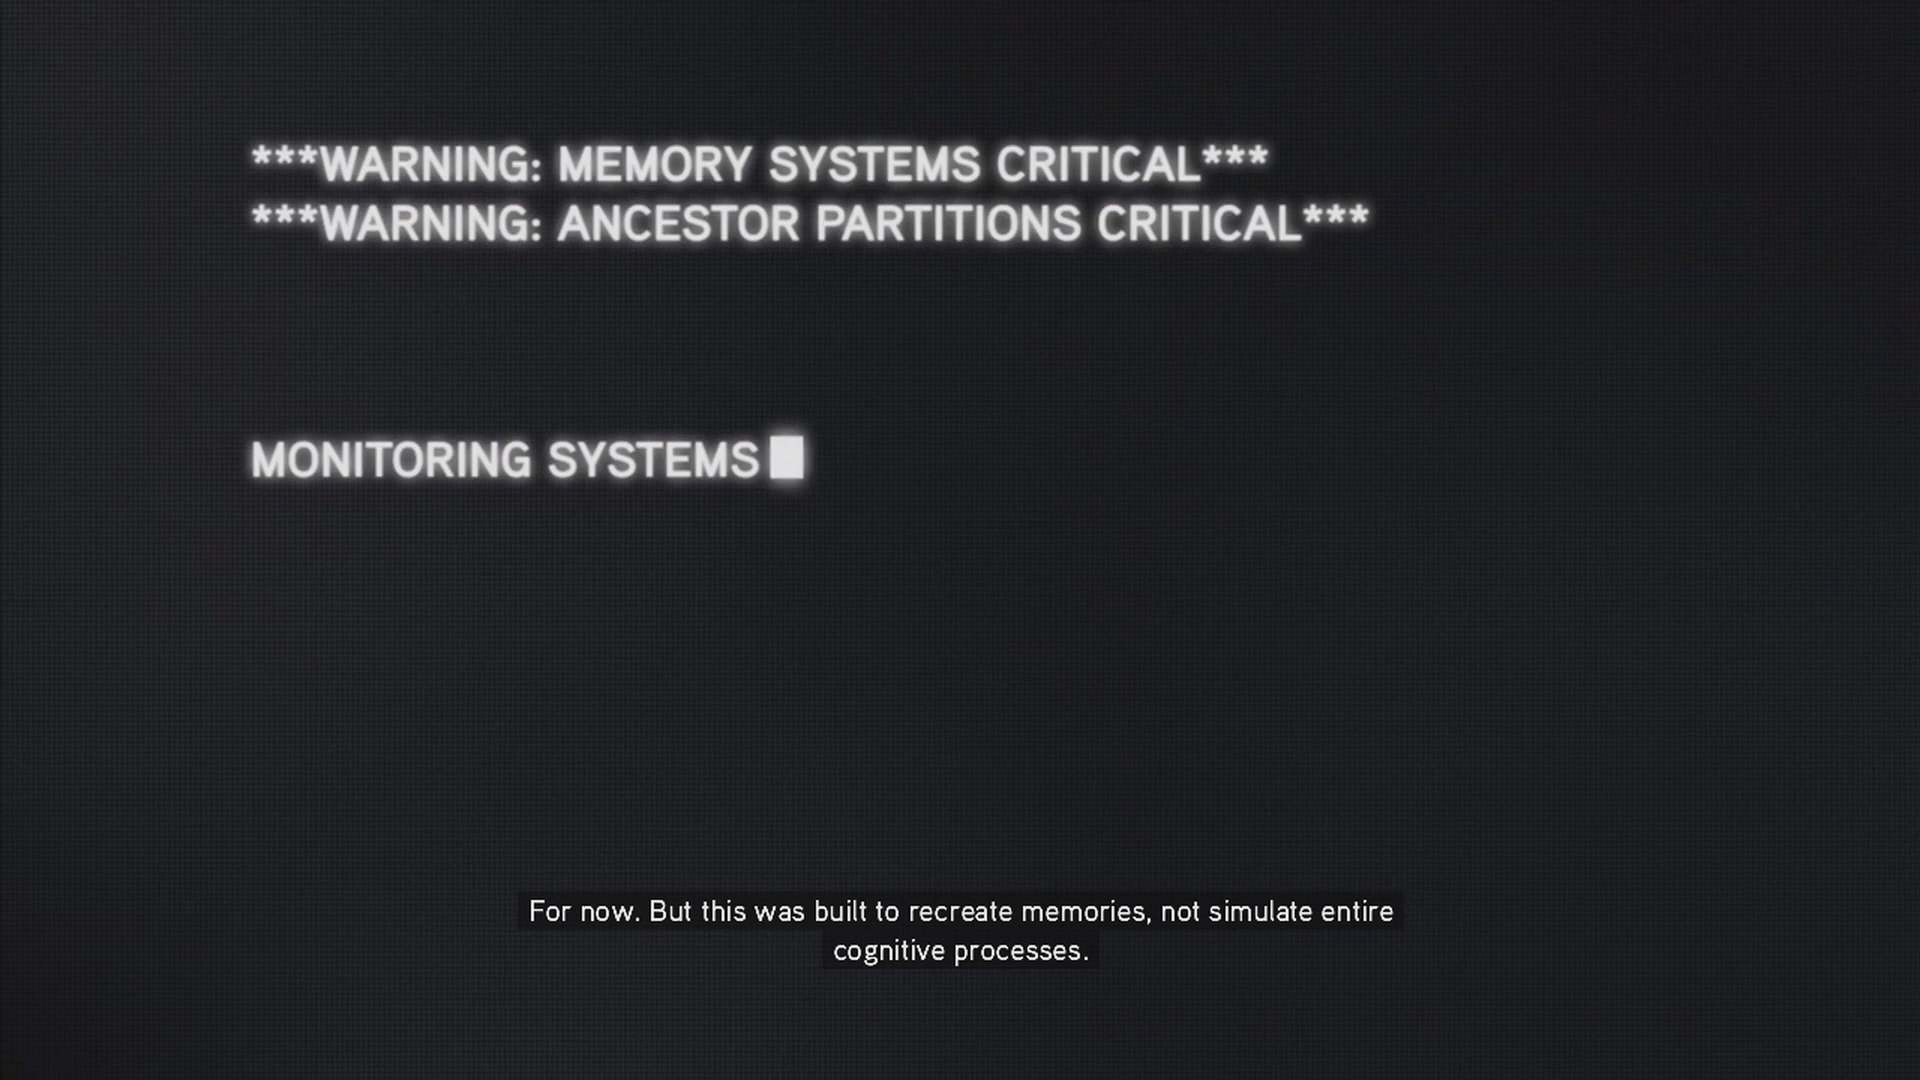 ***WARNING: MEMORY SYSTEMS CRITICAL***
***WARNING: ANCESTOR PARTITIONS CRITICAL***
MONITORING SYSTEMS
For now. But this was built to recreate memories, not simulate entire
cognitive processes.